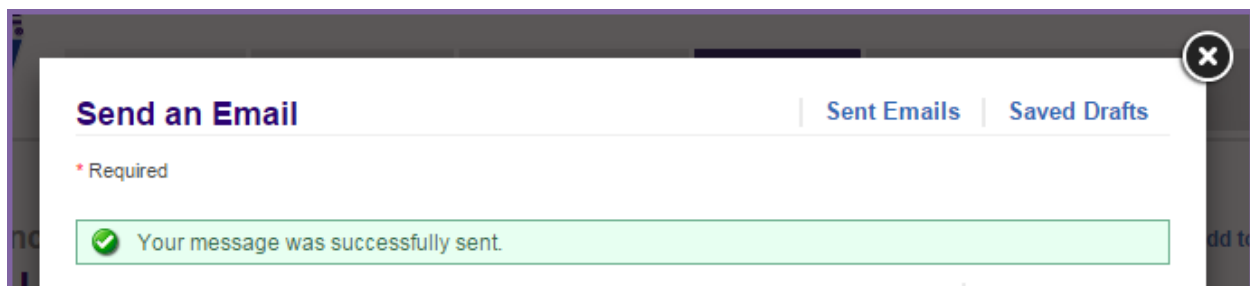 Send an Email
Sent Emails
Saved Drafts
* Required
Your message was successfully sent.